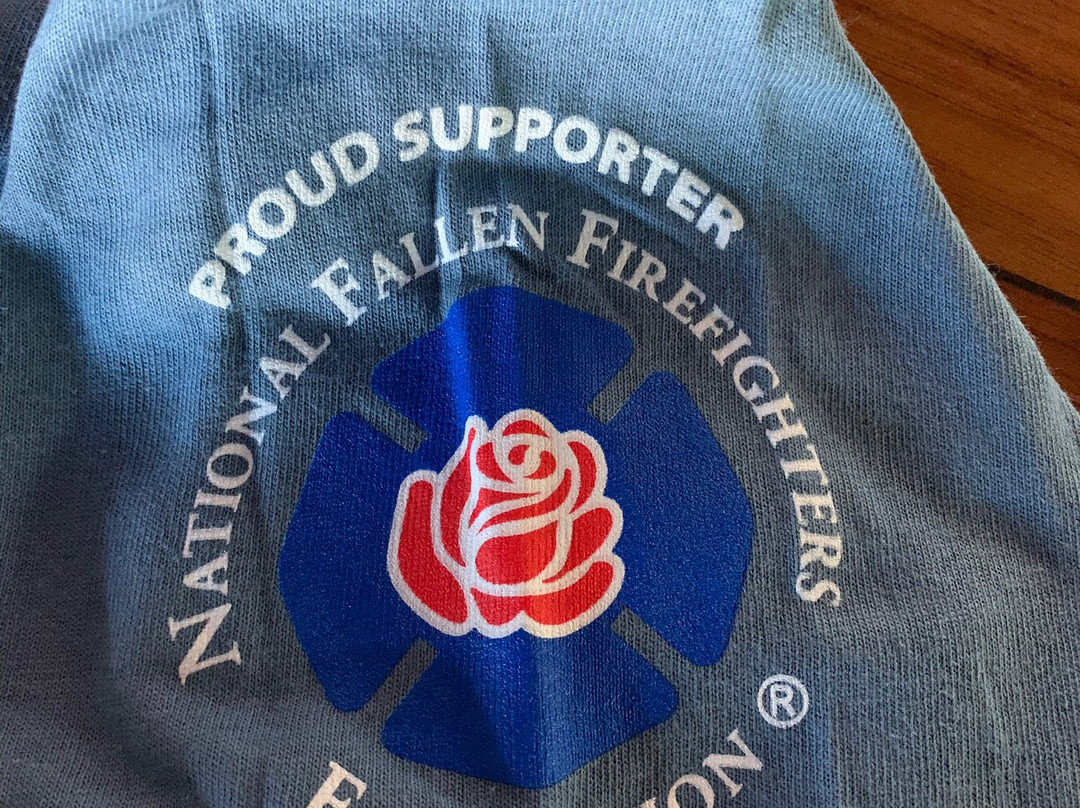 PROUD SUPPORTER
NATIONAL FALLEN FIREFIGHTERS
®